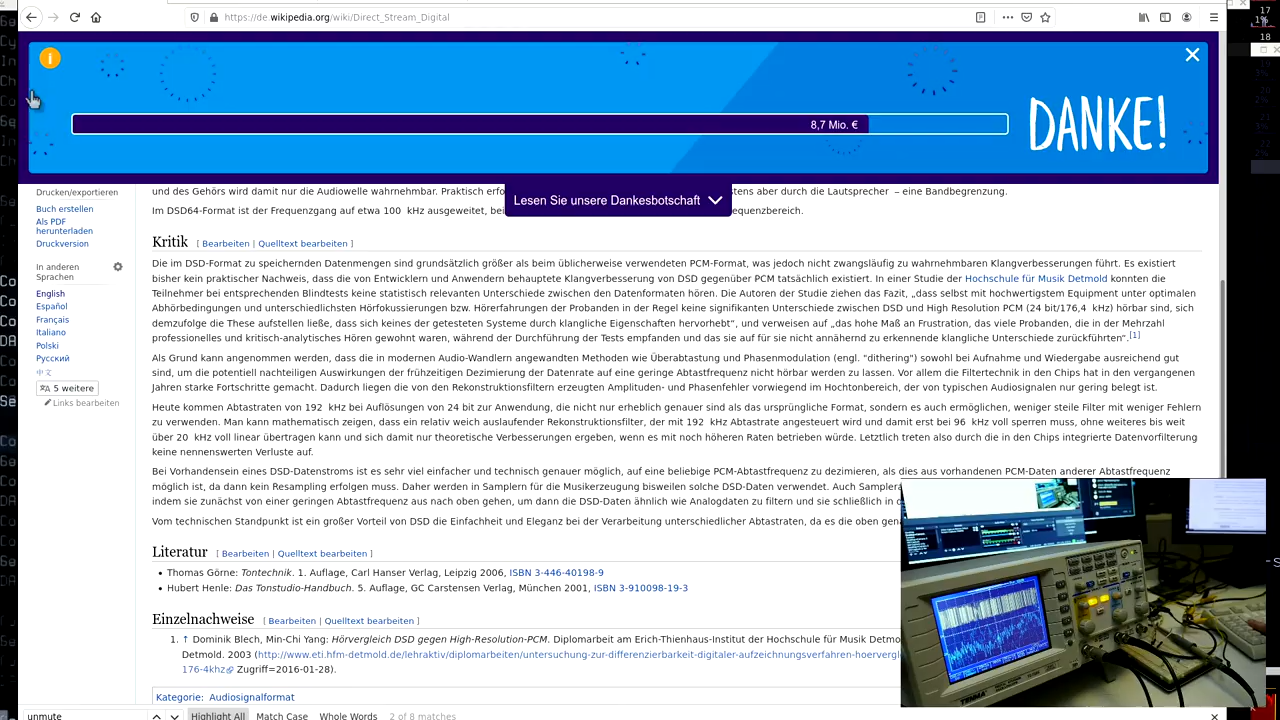 17
1%
18
https://de.wikipedia.org/wiki/Direct_Stream_Digital
8,7 Mio. €
DANKE!
Lesen Sie unsere Dankesbotschaft
Drucken/exportieren
Buch erstellen
Als PDF
herunterladen
Druckversion
In anderen
Sprachen
English
Español
Français
Italiano
Polski
Русский
中文
5 weitere
Links bearbeiten
und des Gehörs wird damit nur die Audiowelle wahrnehmbar. Praktisch erfo stens aber durch die Lautsprecher – eine Bandbegrenzung.
Im DSD64-Format ist der Frequenzgang auf etwa 100 kHz ausgeweitet, bei equenzbereich.
Kritik [ Bearbeiten | Quelltext bearbeiten ]
Die im DSD-Format zu speichernden Datenmengen sind grundsätzlich größer als beim üblicherweise verwendeten PCM-Format, was jedoch nicht zwangsläufig zu wahrnehmbaren Klangverbesserungen führt. Es existiert
bisher kein praktischer Nachweis, dass die von Entwicklern und Anwendern behauptete Klangverbesserung von DSD gegenüber PCM tatsächlich existiert. In einer Studie der Hochschule für Musik Detmold konnten die
Teilnehmer bei entsprechenden Blindtests keine statistisch relevanten Unterschiede zwischen den Datenformaten hören. Die Autoren der Studie ziehen das Fazit, „dass selbst mit hochwertigstem Equipment unter optimalen
Abhörbedingungen und unterschiedlichsten Hörfokussierungen bzw. Hörerfahrungen der Probanden in der Regel keine signifikanten Unterschiede zwischen DSD und High Resolution PCM (24 bit/176,4 kHz) hörbar sind, sich
demzufolge die These aufstellen ließe, dass sich keines der getesteten Systeme durch klangliche Eigenschaften hervorhebt“, und verweisen auf „das hohe Maß an Frustration, das viele Probanden, die in der Mehrzahl
professionelles und kritisch-analytisches Hören gewohnt waren, während der Durchführung der Tests empfanden und das sie auf für sie nicht annähernd zu erkennende klangliche Unterschiede zurückführten“.[1]
Als Grund kann angenommen werden, dass die in modernen Audio-Wandlern angewandten Methoden wie Überabtastung und Phasenmodulation (engl. "dithering") sowohl bei Aufnahme und Wiedergabe ausreichend gut
sind, um die potentiell nachteiligen Auswirkungen der frühzeitigen Dezimierung der Datenrate auf eine geringe Abtastfrequenz nicht hörbar werden zu lassen. Vor allem die Filtertechnik in den Chips hat in den vergangenen
Jahren starke Fortschritte gemacht. Dadurch liegen die von den Rekonstruktionsfiltern erzeugten Amplituden- und Phasenfehler vorwiegend im Hochtonbereich, der von typischen Audiosignalen nur gering belegt ist.
Heute kommen Abtastraten von 192 kHz bei Auflösungen von 24 bit zur Anwendung, die nicht nur erheblich genauer sind als das ursprüngliche Format, sondern es auch ermöglichen, weniger steile Filter mit weniger Fehlern
zu verwenden. Man kann mathematisch zeigen, dass ein relativ weich auslaufender Rekonstruktionsfilter, der mit 192 kHz Abtastrate angesteuert wird und damit erst bei 96 kHz voll sperren muss, ohne weiteres bis weit
über 20 kHz voll linear übertragen kann und sich damit nur theoretische Verbesserungen ergeben, wenn es mit noch höheren Raten betrieben würde. Letztlich treten also durch die in den Chips integrierte Datenvorfilterung
keine nennenswerten Verluste auf.
Bei Vorhandensein eines DSD-Datenstroms ist es sehr viel einfacher und technisch genauer möglich, auf eine beliebige PCM-Abtastfrequenz zu dezimieren, als dies aus vorhandenen PCM-Daten anderer Abtastfrequenz
möglich ist, da dann kein Resampling erfolgen muss. Daher werden in Samplern für die Musikerzeugung bisweilen solche DSD-Daten verwendet. Auch Samplera
indem sie zunächst von einer geringen Abtastfrequenz aus nach oben gehen, um dann die DSD-Daten ähnlich wie Analogdaten zu filtern und sie schließlich in d
Vom technischen Standpunkt ist ein großer Vorteil von DSD die Einfachheit und Eleganz bei der Verarbeitung unterschiedlicher Abtastraten, da es die oben gena
Literatur [ Bearbeiten | Quelltext bearbeiten ]
• Thomas Görne: Tontechnik. 1. Auflage, Carl Hanser Verlag, Leipzig 2006, ISBN 3-446-40198-9
• Hubert Henle: Das Tonstudio-Handbuch. 5. Auflage, GC Carstensen Verlag, München 2001, ISBN 3-910098-19-3
Einzelnachweise [ Bearbeiten | Quelltext bearbeiten ]
1. ↑ Dominik Blech, Min-Chi Yang: Hörvergleich DSD gegen High-Resolution-PCM. Diplomarbeit am Erich-Thienhaus-Institut der Hochschule für Musik Detmo
Detmold. 2003 (http://www.eti.hfm-detmold.de/lehraktiv/diplomarbeiten/untersuchung-zur-differenzierbarkeit-digitaler-aufzeichnungsverfahren-hoervergle
176-4khz Zugriff=2016-01-28).
Kategorie: Audiosignalformat
unmute
Highlight All Match Case Whole Words 2 of 8 matches